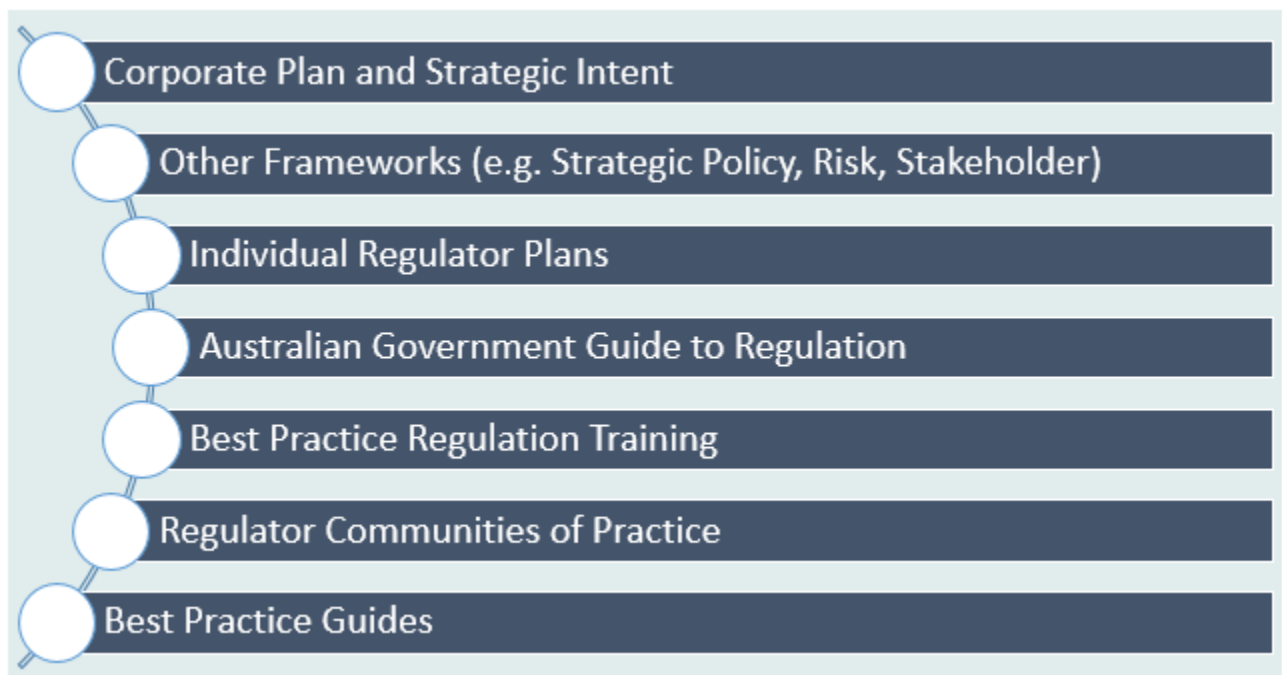 Corporate Plan and Strategic Intent
Other Frameworks (e.g. Strategic Policy, Risk, Stakeholder)
Individual Regulator Plans
Australian Government Guide to Regulation
Best Practice Regulation Training
Regulator Communities of Practice
Best Practice Guides